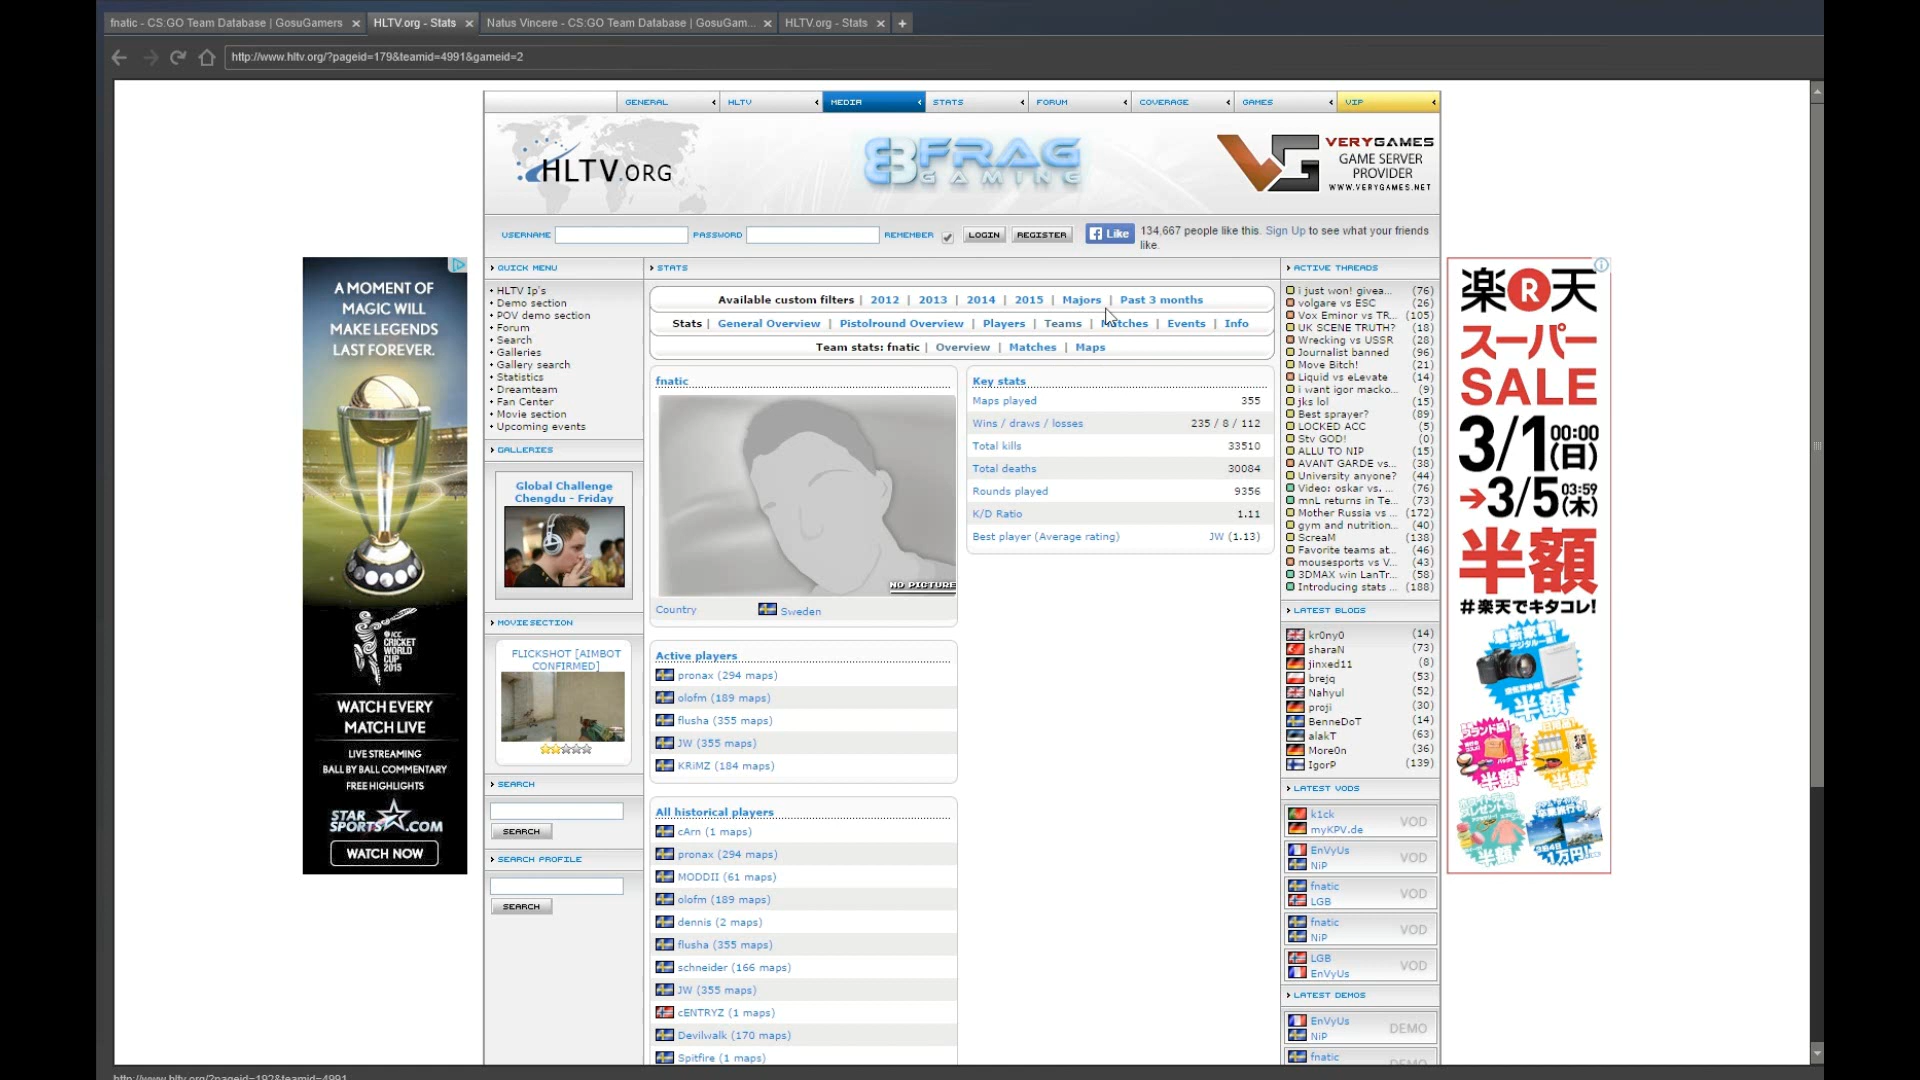 fnatic - CS:GO Team Database | GosuGamers
HLTV.org - Stats
Natus Vincere - CS:GO Team Database | GosuGam...
HLTV.org - Stats
http://www.hltv.org/?pageid=179&teamid=4991&gameid=2
GENERAL
HLTV
MEDIA
STATS
FORUM
COVERAGE
GAMES
VIP
HLTV.ORG
FRAG
GAMING
VERYGAMES
GAME SERVER
PROVIDER
WWW.VERYGAMES.NET
USERNAME
PASSWORD
REMEMBER
LOGIN
REGISTER
Like
134,667 people like this. Sign Up to see what your friends
like.
A MOMENT OF
MAGIC WILL
MAKE LEGENDS
LAST FOREVER.
ICC
CRICKET
WORLD
CUP
2015
WATCH EVERY
MATCH LIVE
LIVE STREAMING
BALL BY BALL COMMENTARY
FREE HIGHLIGHTS
STAR
SPORTS
.COM
WATCH NOW
QUICK MENU
HLTV Ip's
Demo section
POV demo section
Forum
Search
Galleries
Gallery search
Statistics
Dreamteam
Fan Center
Movie section
Upcoming events
GALLERIES
Global Challenge
Chengdu - Friday
MOVIE SECTION
FLICKSHOT [AIMBOT
CONFIRMED]
SEARCH
SEARCH
SEARCH PROFILE
SEARCH
STATS
Available custom filters | 2012 | 2013 | 2014 | 2015 | Majors | Past 3 months
Stats | General Overview | Pistolround Overview | Players | Teams | Matches | Events | Info
Team stats: fnatic | Overview | Matches | Maps
fnatic
NO PICTURE
Country Sweden
Key stats
Maps played 355
Wins / draws / losses 235 / 8 / 112
Total kills 33510
Total deaths 30084
Rounds played 9356
K/D Ratio 1.11
Best player (Average rating) JW (1.13)
Active players
pronax (294 maps)
olofm (189 maps)
flusha (355 maps)
JW (355 maps)
KRiMZ (184 maps)
All historical players
cArn (1 maps)
pronax (294 maps)
MODDII (61 maps)
olofm (189 maps)
dennis (2 maps)
flusha (355 maps)
schneider (166 maps)
JW (355 maps)
cENTRYZ (1 maps)
Devilwalk (170 maps)
Spitfire (1 maps)
ACTIVE THREADS
i just won! givea... (76)
volgare vs ESC (26)
Vox Eminor vs TR... (105)
UK SCENE TRUTH? (18)
Wrecking vs USSR (28)
Journalist banned (96)
Move Bitch! (21)
Liquid vs eLevate (14)
i want igor macko... (9)
jks lol (15)
Best sprayer? (89)
LOCKED ACC (5)
Stv GOD! (0)
ALLU TO NIP (15)
AVANT GARDE vs... (38)
University anyone? (44)
Video: oskar vs. ... (76)
mnL returns in Te... (73)
Mother Russia vs ... (172)
gym and nutrition... (40)
ScreaM (138)
Favorite teams at... (46)
mousesports vs V... (43)
3DMAX win LanTr... (58)
Introducing stats ... (188)
LATEST BLOGS
kr0ny0 (14)
sharaN (73)
jinxed11 (8)
brejq (53)
Nahyul (52)
proji (30)
BenneDoT (14)
alakT (63)
More0n (36)
IgorP (139)
LATEST VODS
k1ck
myKPV.de
VOD
EnVyUs
NiP
VOD
fnatic
LGB
VOD
fnatic
NiP
VOD
LGB
EnVyUs
VOD
LATEST DEMOS
EnVyUs
NiP
DEMO
fnatic
DEMO
楽R天
スーパー
SALE
3/1(日)00:00
→3/5(木)03:59
半額
#楽天でキタコレ!
半額
半額
半額
半額
http://www.hltv.org/?pageid=192&teamid=4991